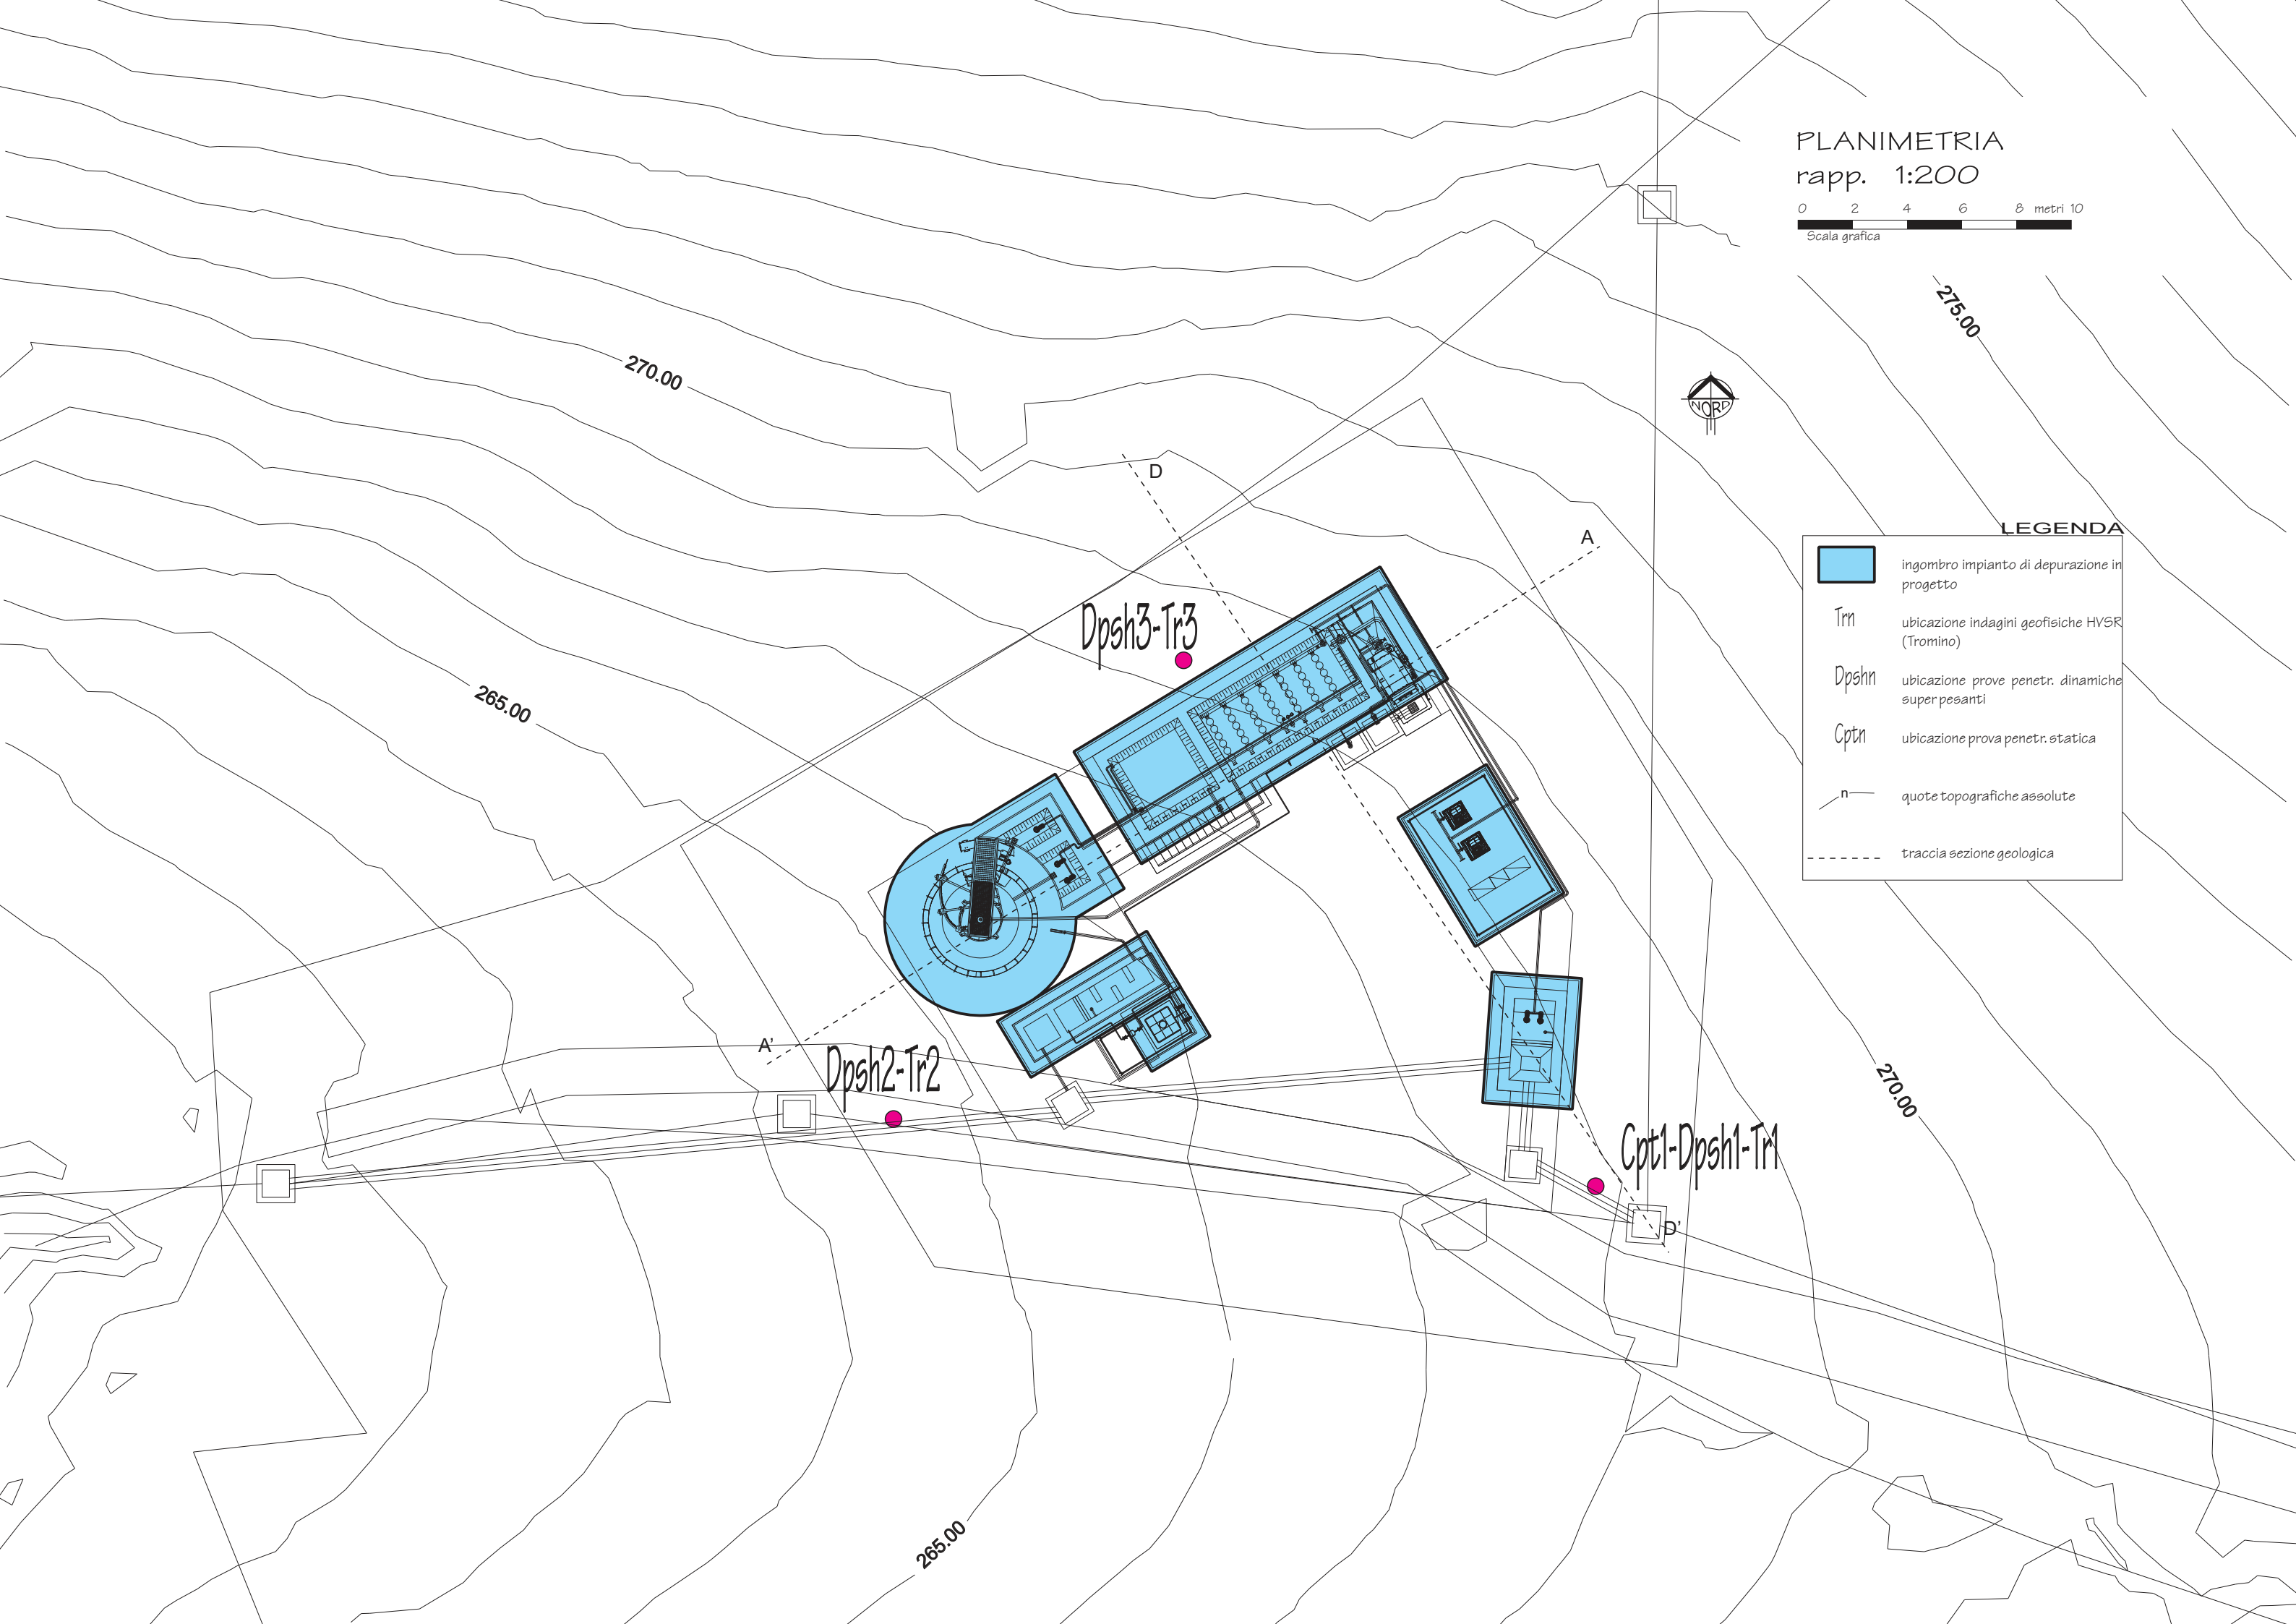 PLANIMETRIA
rapp. 1:200
0 2 4 6 8 metri 10
Scala grafica
275.00
270.00
NORD
D
A
LEGENDA
ingombro impianto di depurazione in
progetto
Trn
ubicazione indagini geofisiche HVSR
(Tromino)
Dpshn
ubicazione prove penetr. dinamiche
super pesanti
Cptn
ubicazione prova penetr. statica
n
quote topografiche assolute
traccia sezione geologica
Dpsh3-Tr3
265.00
A'
Dpsh2-Tr2
270.00
Cpt1-Dpsh1-Tr1
D'
265.00